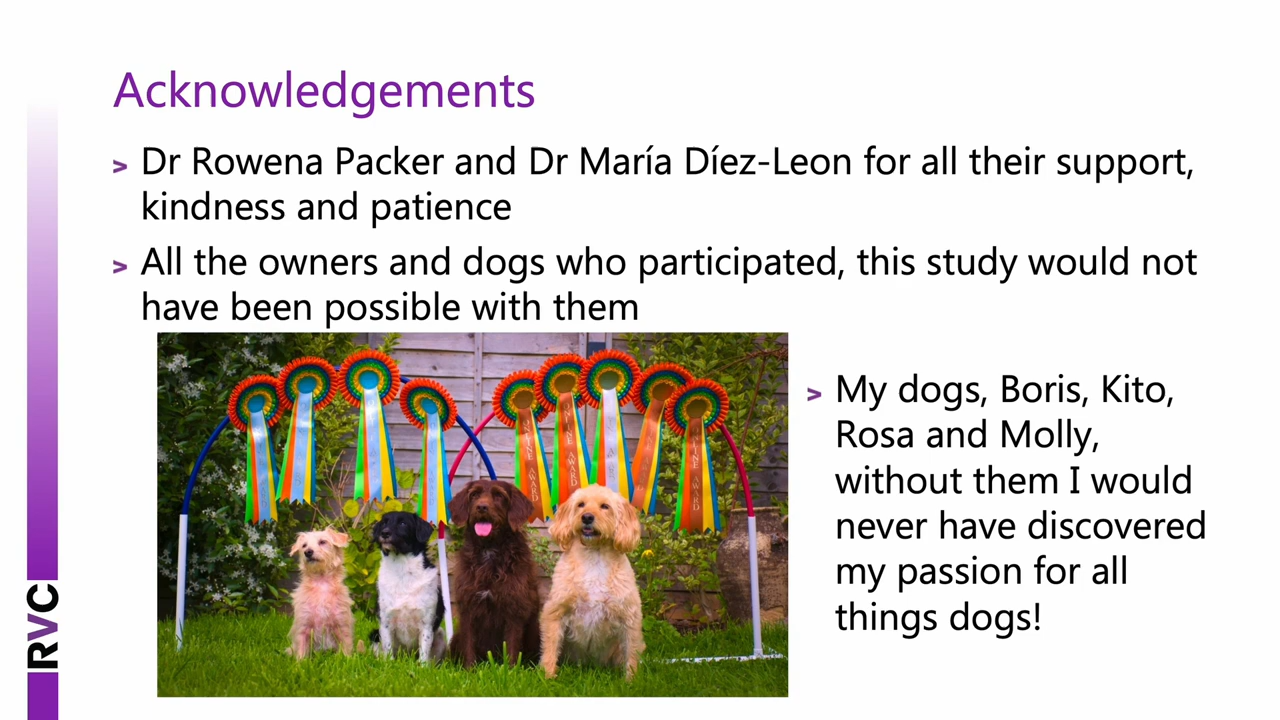 Acknowledgements
> Dr Rowena Packer and Dr María Díez-Leon for all their support,
kindness and patience
> All the owners and dogs who participated, this study would not
have been possible with them
> My dogs, Boris, Kito,
Rosa and Molly,
without them I would
never have discovered
my passion for all
things dogs!
RVC